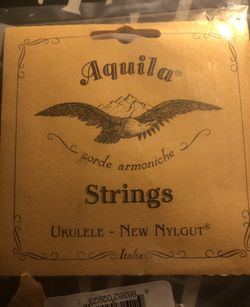 Aquila®
corde armoniche
Strings
UKULELE - NEW NYLGUT®
Italia